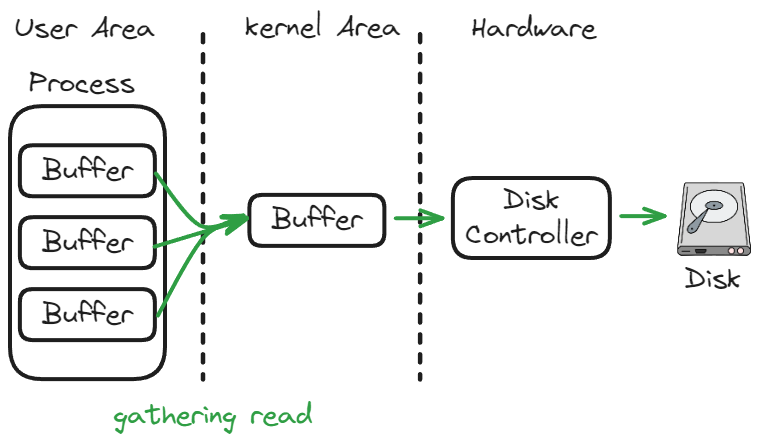 User Area
kernel Area
Hardware
Process
Buffer
Buffer
Buffer
Buffer
Disk
Controller
Disk
gathering read